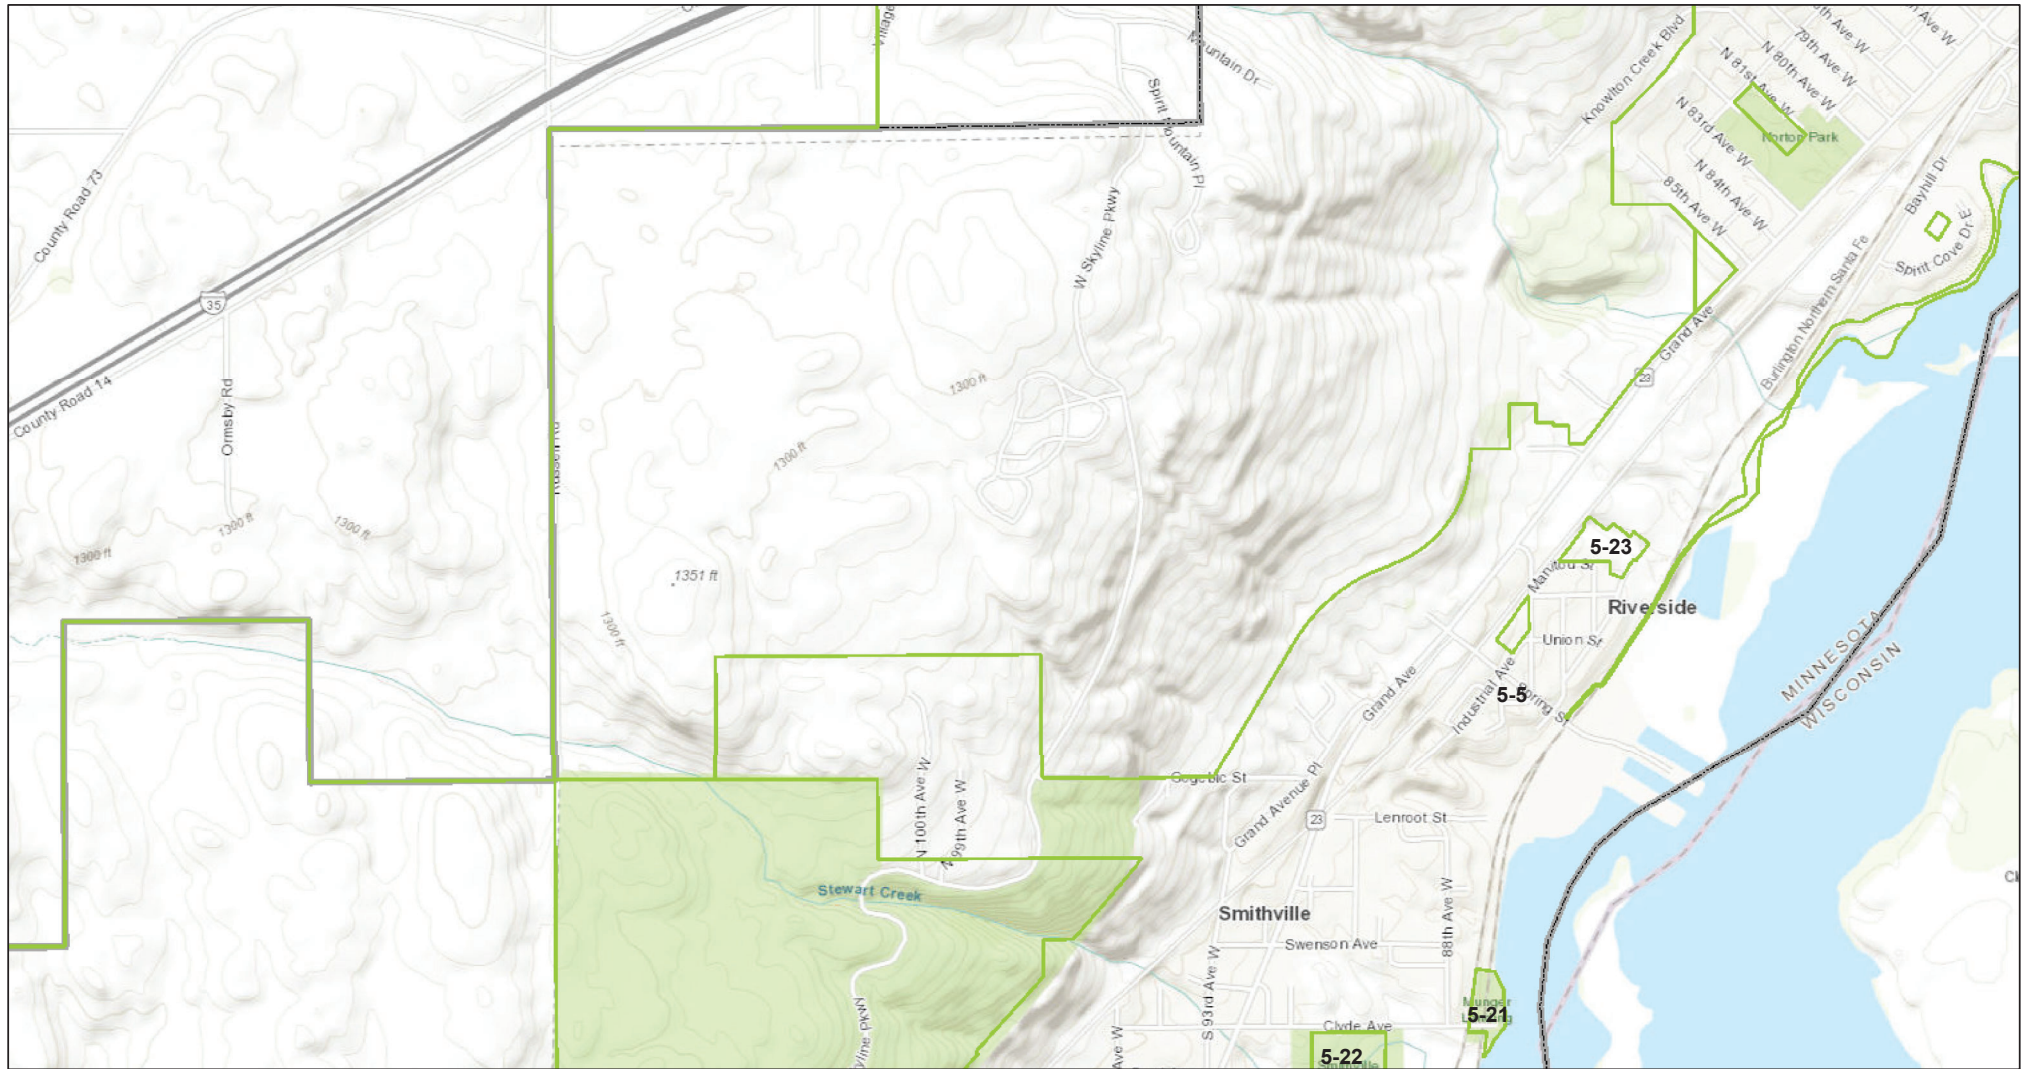 Village
Mountain Dr
Spirit Mountain Pl
W Skyline Pkwy
Knowlton Creek Blvd
79th Ave W
N 80th Ave W
N 81st Ave W
N 83rd Ave W
N 84th Ave W
85th Ave W
Norton Park
Bayhill Dr
Spirit Cove Dr E
Burlington Northern Santa Fe
County Road 73
35
County Road 14
Ormsby Rd
Grand Ave
23
1300 ft
1300 ft
1300 ft
1300 ft
1300 ft
1300 ft
1351 ft
5-23
Manitou St
Riverside
Union St
Industrial Ave
5-5
Spring St
MINNESOTA
WISCONSIN
Grand Ave
Gogebic St
Grand Avenue Pl
23
Lenroot St
N 100th Ave W
N 99th Ave W
Stewart Creek
Smithville
Swenson Ave
88th Ave W
S 93rd Ave W
Munger
Landing
5-21
Clyde Ave
5-22
Smithville
Ave W